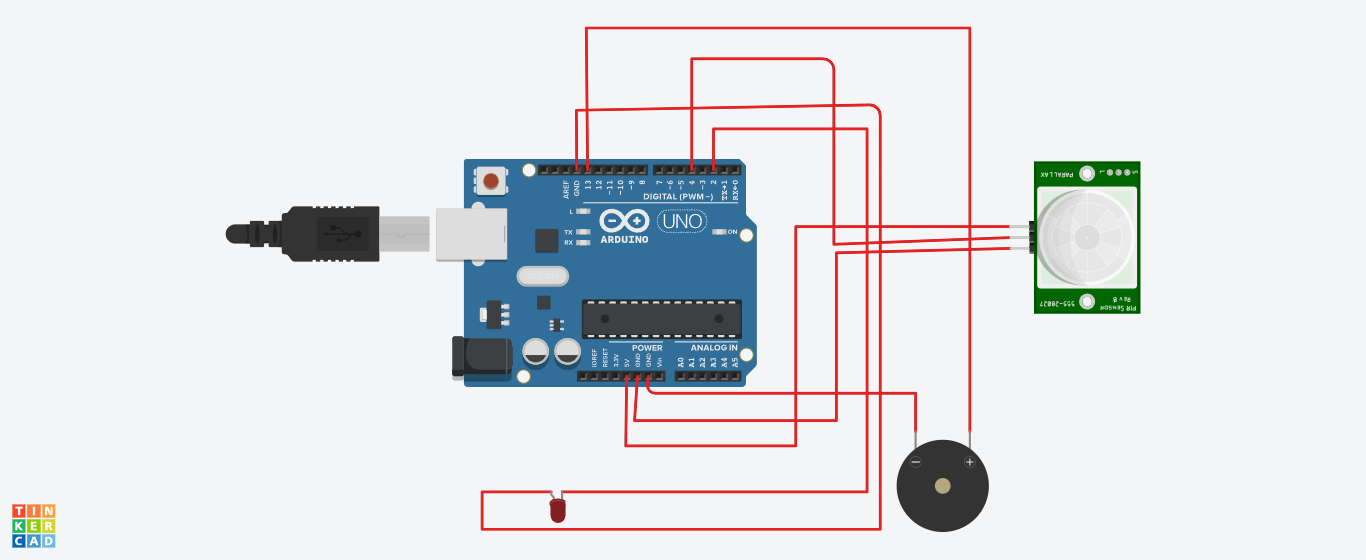 AREF
GND
13
12
~11
~10
~9
8
7
~6
~5
4
~3
2
TX→1
RX←0
DIGITAL (PWM~)
L
TX
RX
ARDUINO
UNO
ON
POWER
ANALOG IN
IOREF
RESET
3.3V
5V
GND
GND
Vin
A0
A1
A2
A3
A4
A5
PARALLAX
555-28027
PIR SENSOR
REV B
TIN
KER
CAD